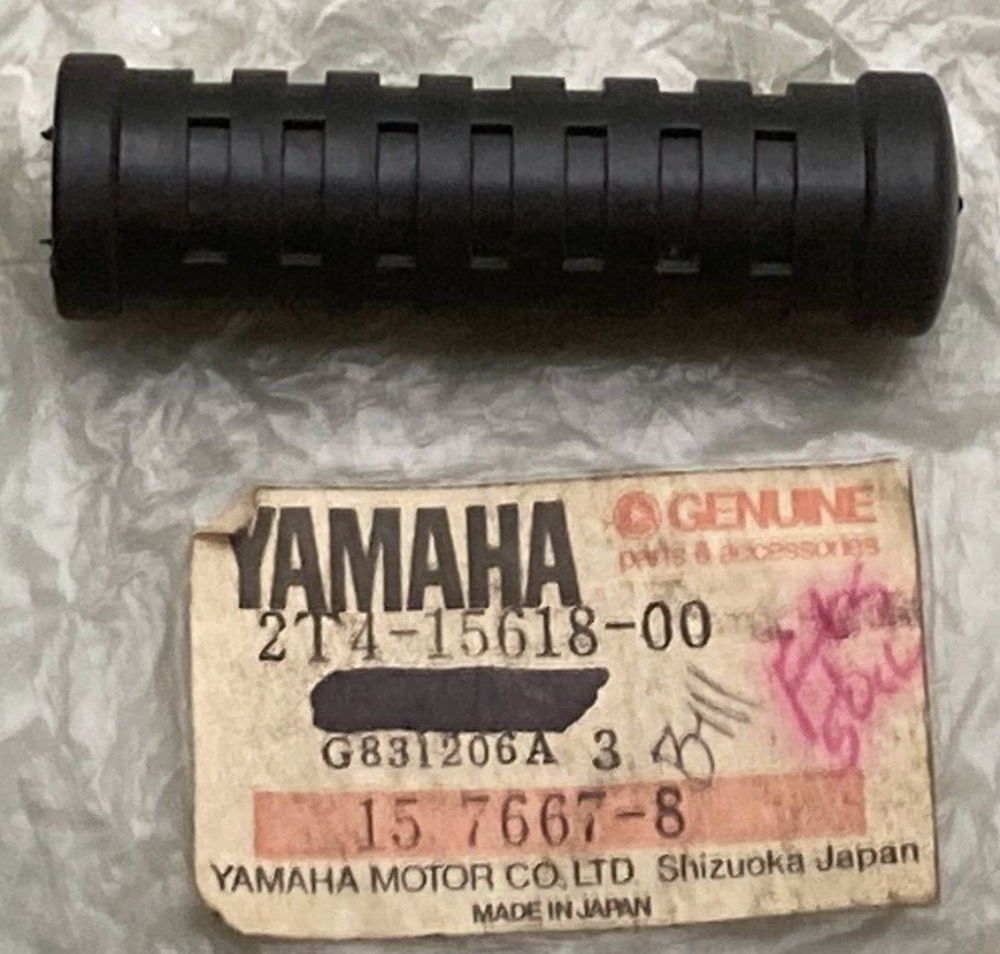 YAMAHA
GENUINE
parts & accessories
2T4-15618-00
G831206A 3
15 7667-8
YAMAHA MOTOR CO.LTD Shizuoka Japan
MADE IN JAPAN